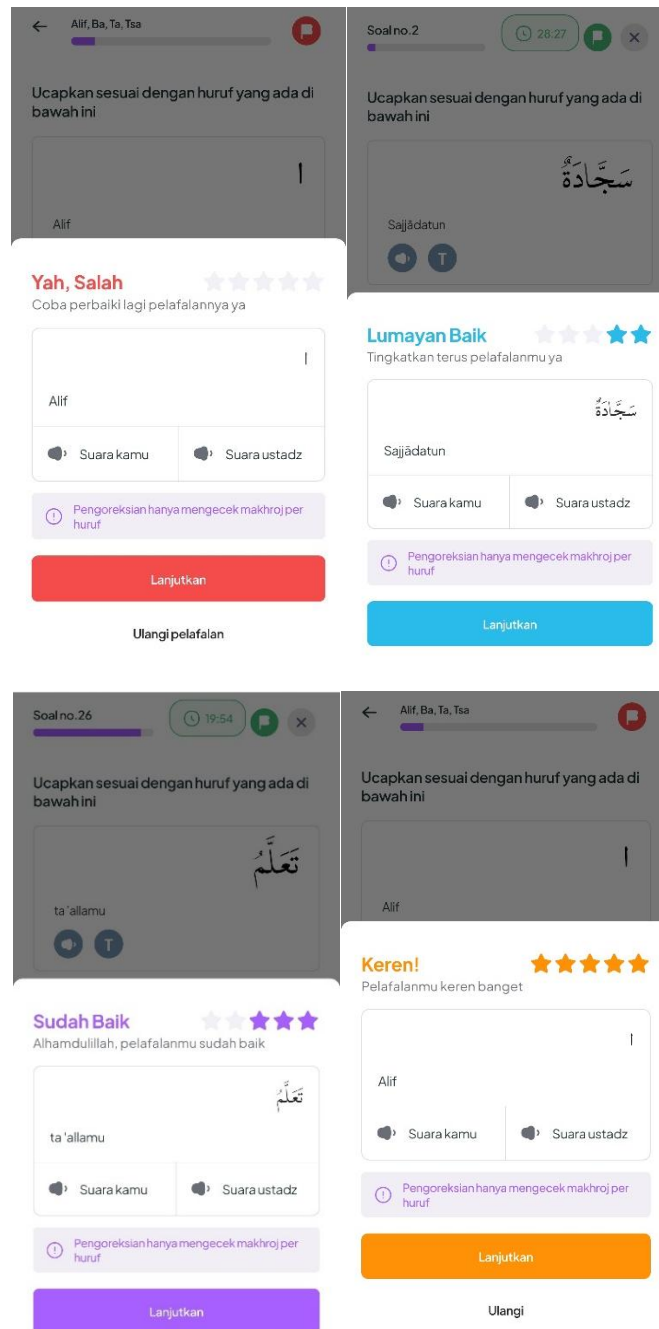 Alif, Ba, Ta, Tsa
Ucapkan sesuai dengan huruf yang ada di
bawah ini
ا
Alif
Yah, Salah
Coba perbaiki lagi pelafalannya ya
ا
Alif
Suara kamu
Suara ustadz
Pengoreksian hanya mengecek makhroj per
huruf
Lanjutkan
Ulangi pelafalan
Soal no.2
28:27
Ucapkan sesuai dengan huruf yang ada di
bawah ini
سَجَّادَةٌ
Sajjādatun
T
Lumayan Baik
Tingkatkan terus pelafalanmu ya
سَجَّادَةٌ
Sajjādatun
Suara kamu
Suara ustadz
Pengoreksian hanya mengecek makhroj per
huruf
Lanjutkan
Soal no.26
19:54
Ucapkan sesuai dengan huruf yang ada di
bawah ini
تَعَلَّمُ
ta'allamu
T
Sudah Baik
Alhamdulillah, pelafalanmu sudah baik
تَعَلَّمُ
ta 'allamu
Suara kamu
Suara ustadz
Pengoreksian hanya mengecek makhroj per
huruf
Lanjutkan
Alif, Ba, Ta, Tsa
Ucapkan sesuai dengan huruf yang ada di
bawah ini
ا
Alif
Keren!
Pelafalanmu keren banget
ا
Alif
Suara kamu
Suara ustadz
Pengoreksian hanya mengecek makhroj per
huruf
Lanjutkan
Ulangi